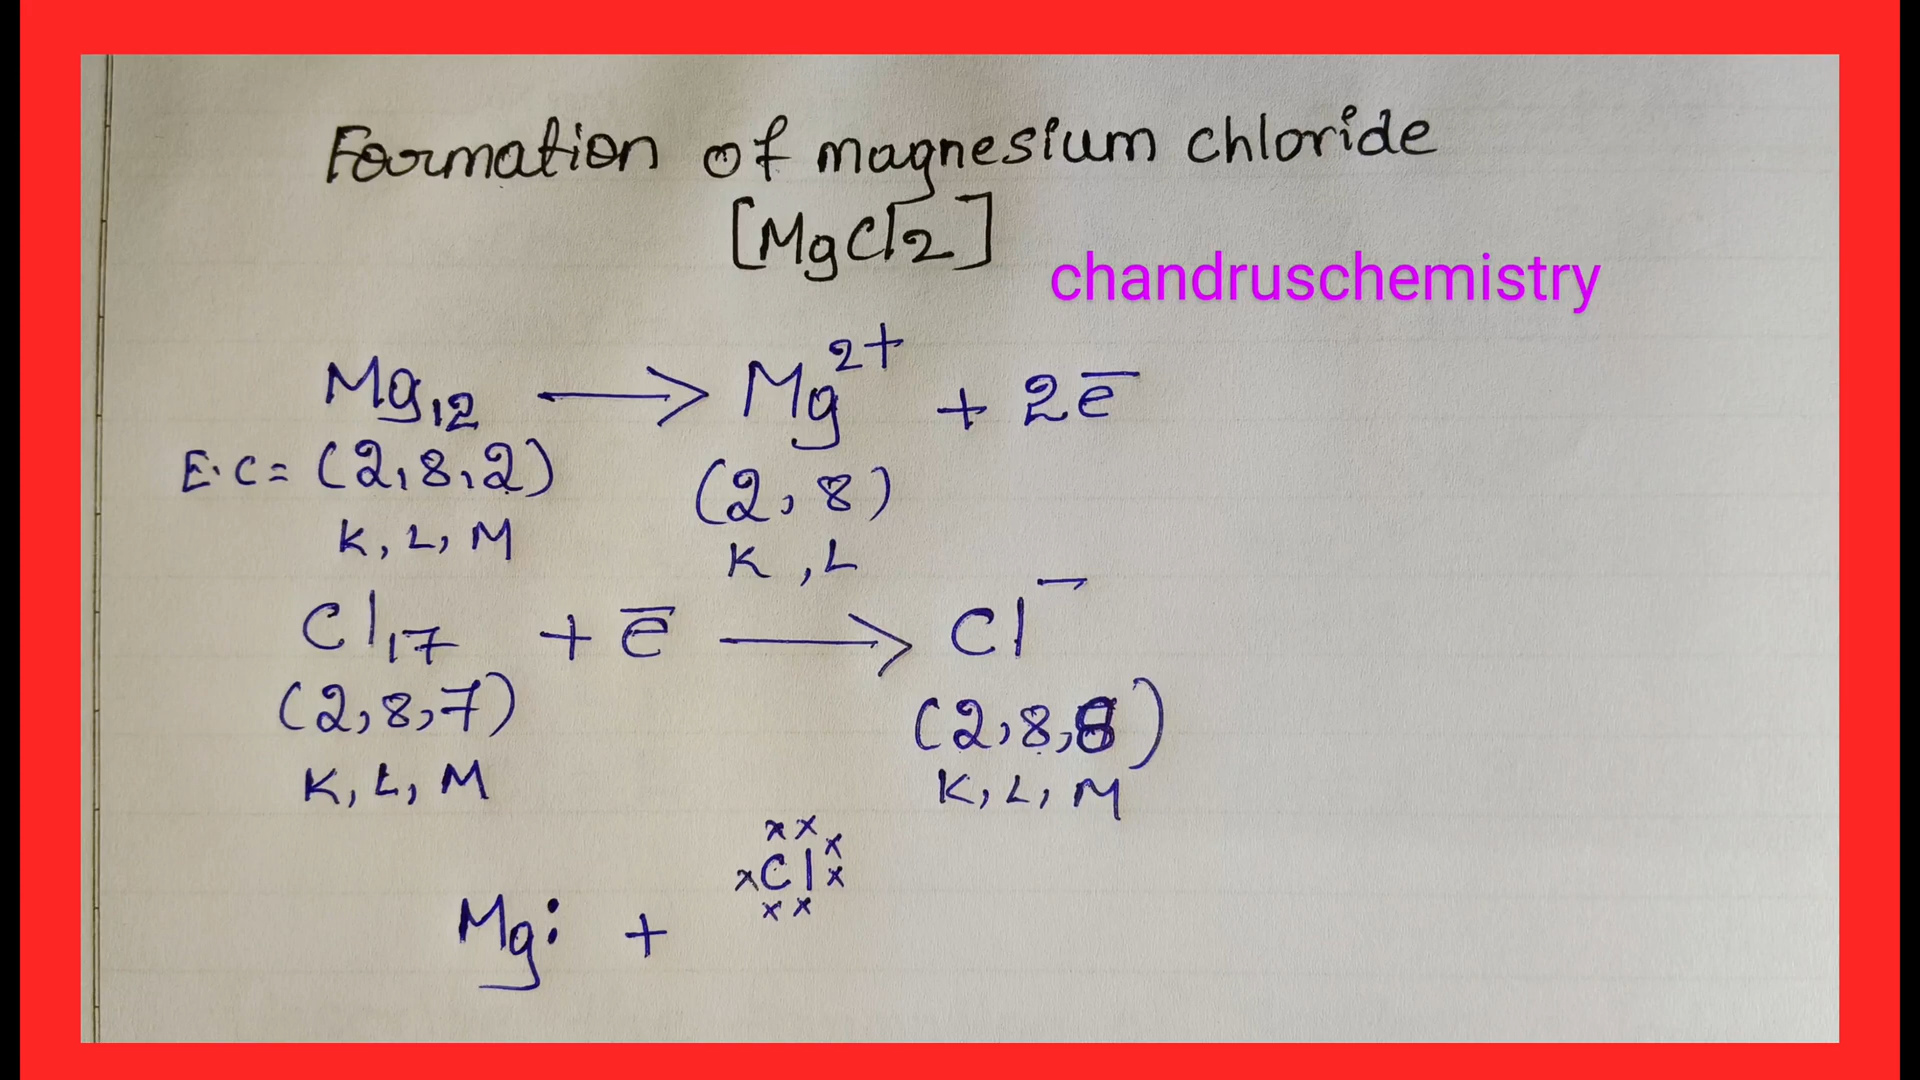 Formation of magnesium chloride
[MgCl2]
chandruschemistry
Mg12 ⟶ Mg²⁺ + 2e̅
E.C = (2,8,2) (2,8)
K, L, M K, L
Cl17 + e̅ ⟶ Cl⁻
(2,8,7) (2,8,8)
K, L, M K, L, M
Mg: + Cl